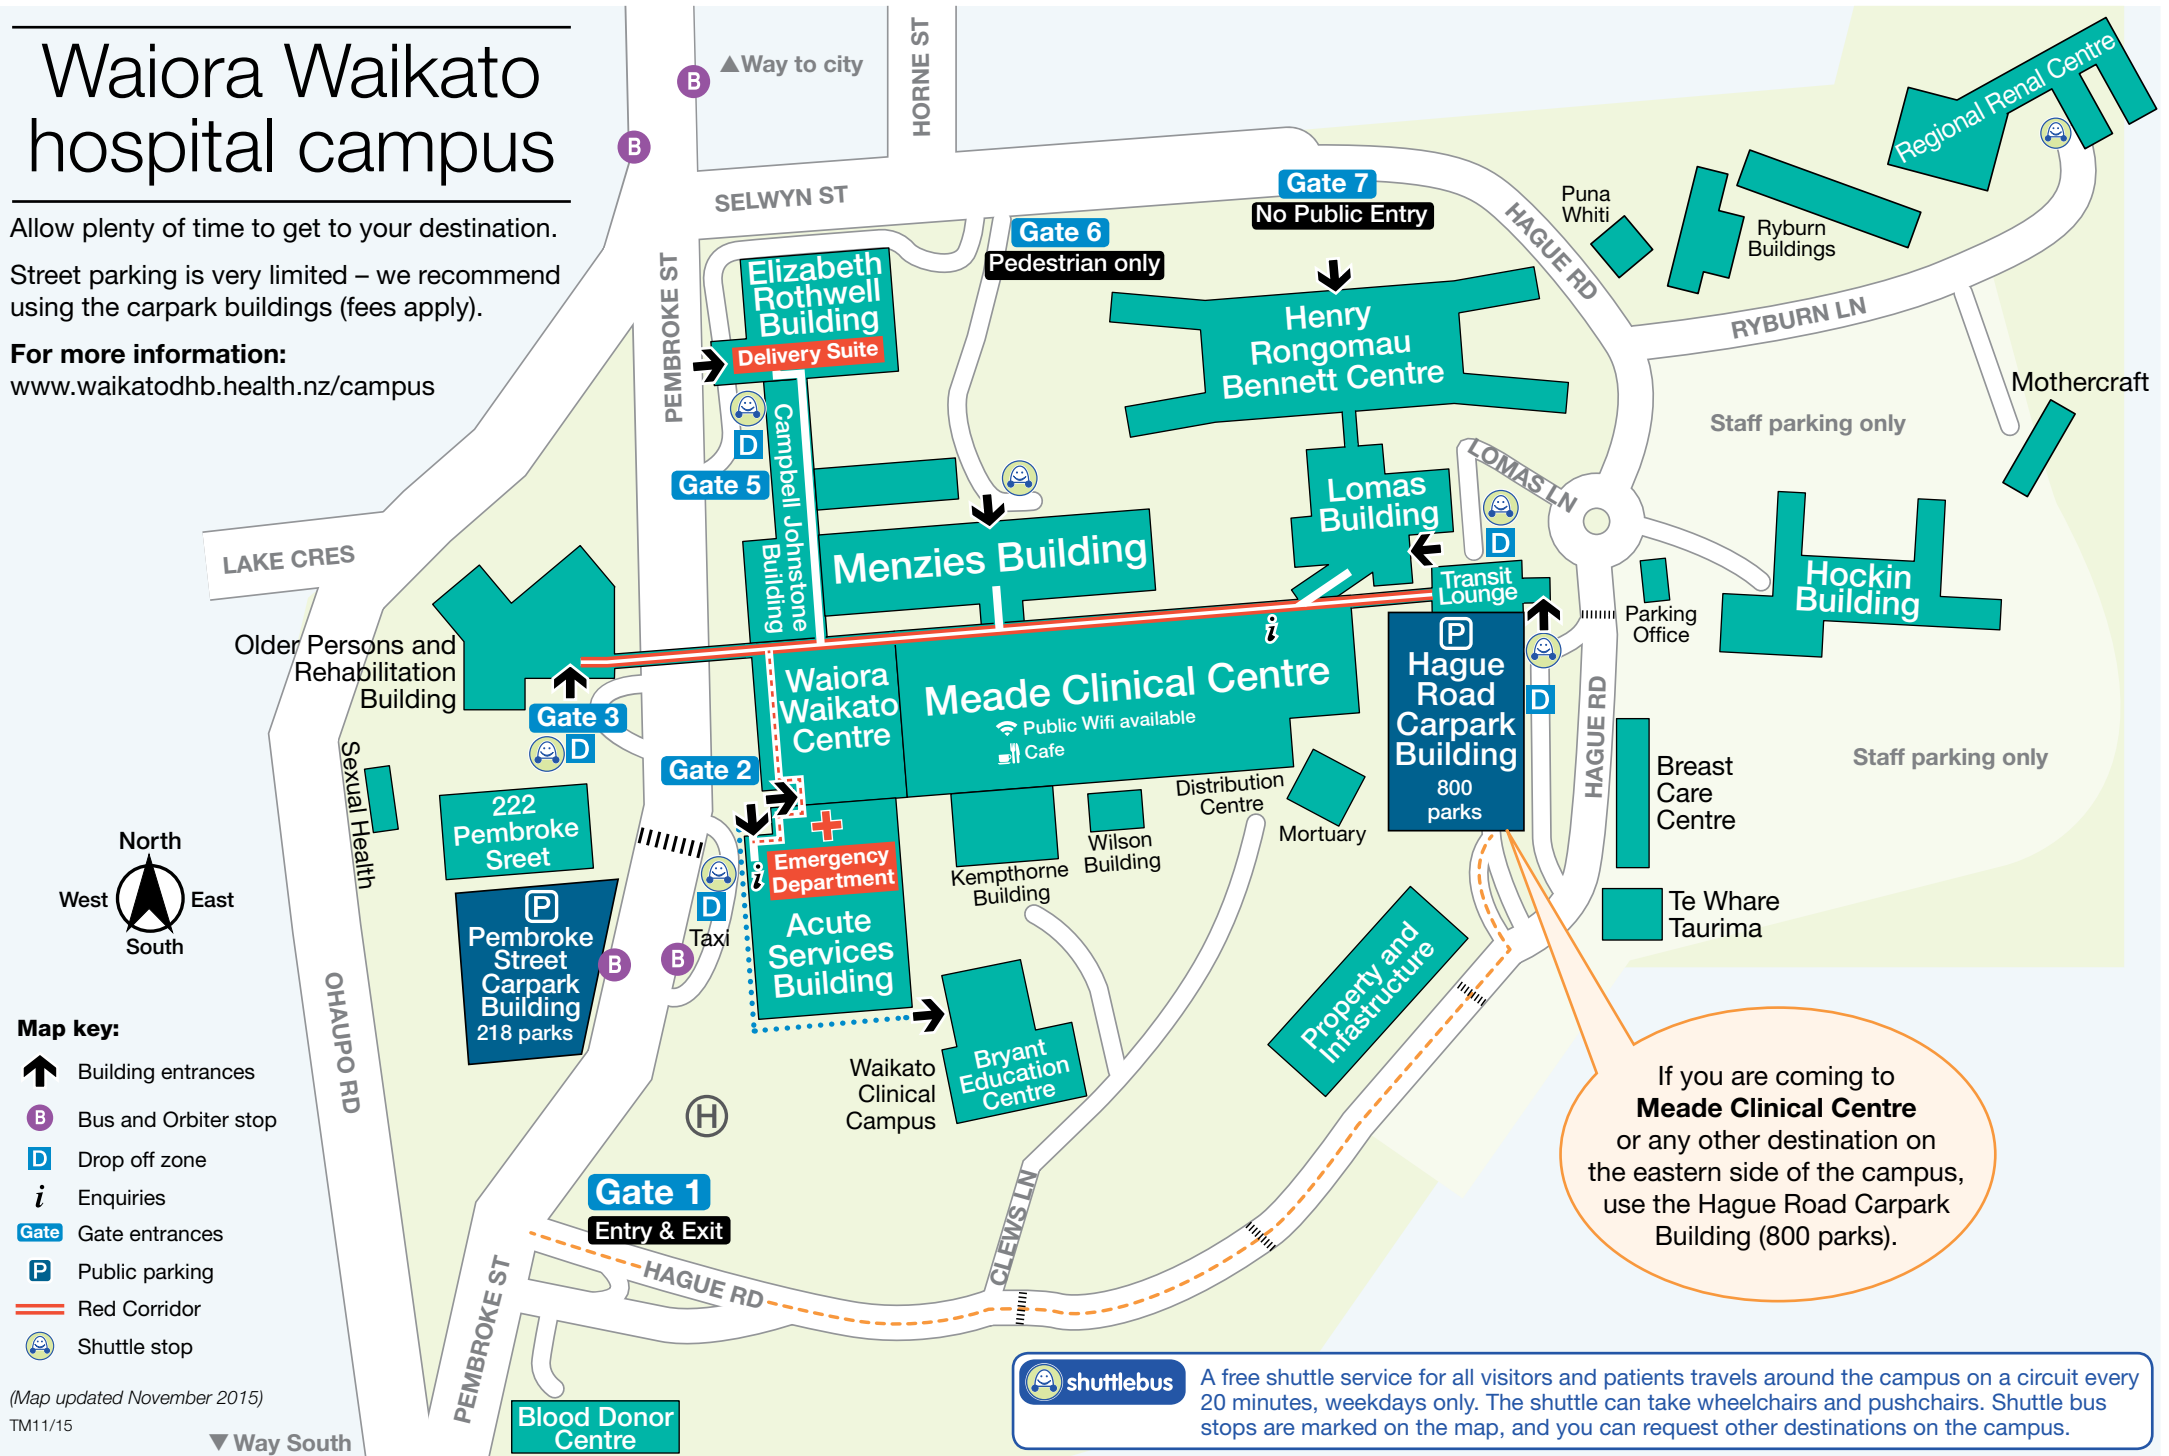 Waiora Waikato
hospital campus
Allow plenty of time to get to your destination.
Street parking is very limited – we recommend
using the carpark buildings (fees apply).
For more information:
www.waikatodhb.health.nz/campus
B
▲Way to city
HORNE ST
B
SELWYN ST
PEMBROKE ST
Gate 6
Pedestrian only
Gate 7
No Public Entry
HAGUE RD
Puna
Whiti
Ryburn
Buildings
Regional Renal Centre
RYBURN LN
Mothercraft
Staff parking only
Elizabeth
Rothwell
Building
Delivery Suite
D
Gate 5
Campbell Johnstone
Building
Menzies Building
Henry
Rongomau
Bennett Centre
Lomas
Building
LOMAS LN
D
Transit
Lounge
Parking
Office
Hockin
Building
LAKE CRES
Older Persons and
Rehabilitation
Building
Gate 3
D
Sexual Health
222
Pembroke
Sreet
Gate 2
Waiora
Waikato
Centre
i
Meade Clinical Centre
Public Wifi available
Cafe
P
Hague
Road
Carpark
Building
800
parks
D
HAGUE RD
Breast
Care
Centre
Staff parking only
Te Whare
Taurima
Distribution
Centre
Mortuary
Wilson
Building
Kempthorne
Building
i
Emergency
Department
Acute
Services
Building
D
Taxi
B
B
P
Pembroke
Street
Carpark
Building
218 parks
North
West
East
South
OHAUPO RD
Waikato
Clinical
Campus
Bryant
Education
Centre
Property and
Infastructure
H
Gate 1
Entry & Exit
HAGUE RD
CLEWS LN
PEMBROKE ST
Blood Donor
Centre
If you are coming to
Meade Clinical Centre
or any other destination on
the eastern side of the campus,
use the Hague Road Carpark
Building (800 parks).
Map key:
Building entrances
B Bus and Orbiter stop
D Drop off zone
i Enquiries
Gate Gate entrances
P Public parking
Red Corridor
Shuttle stop
(Map updated November 2015)
TM11/15
▼Way South
shuttlebus
A free shuttle service for all visitors and patients travels around the campus on a circuit every
20 minutes, weekdays only. The shuttle can take wheelchairs and pushchairs. Shuttle bus
stops are marked on the map, and you can request other destinations on the campus.